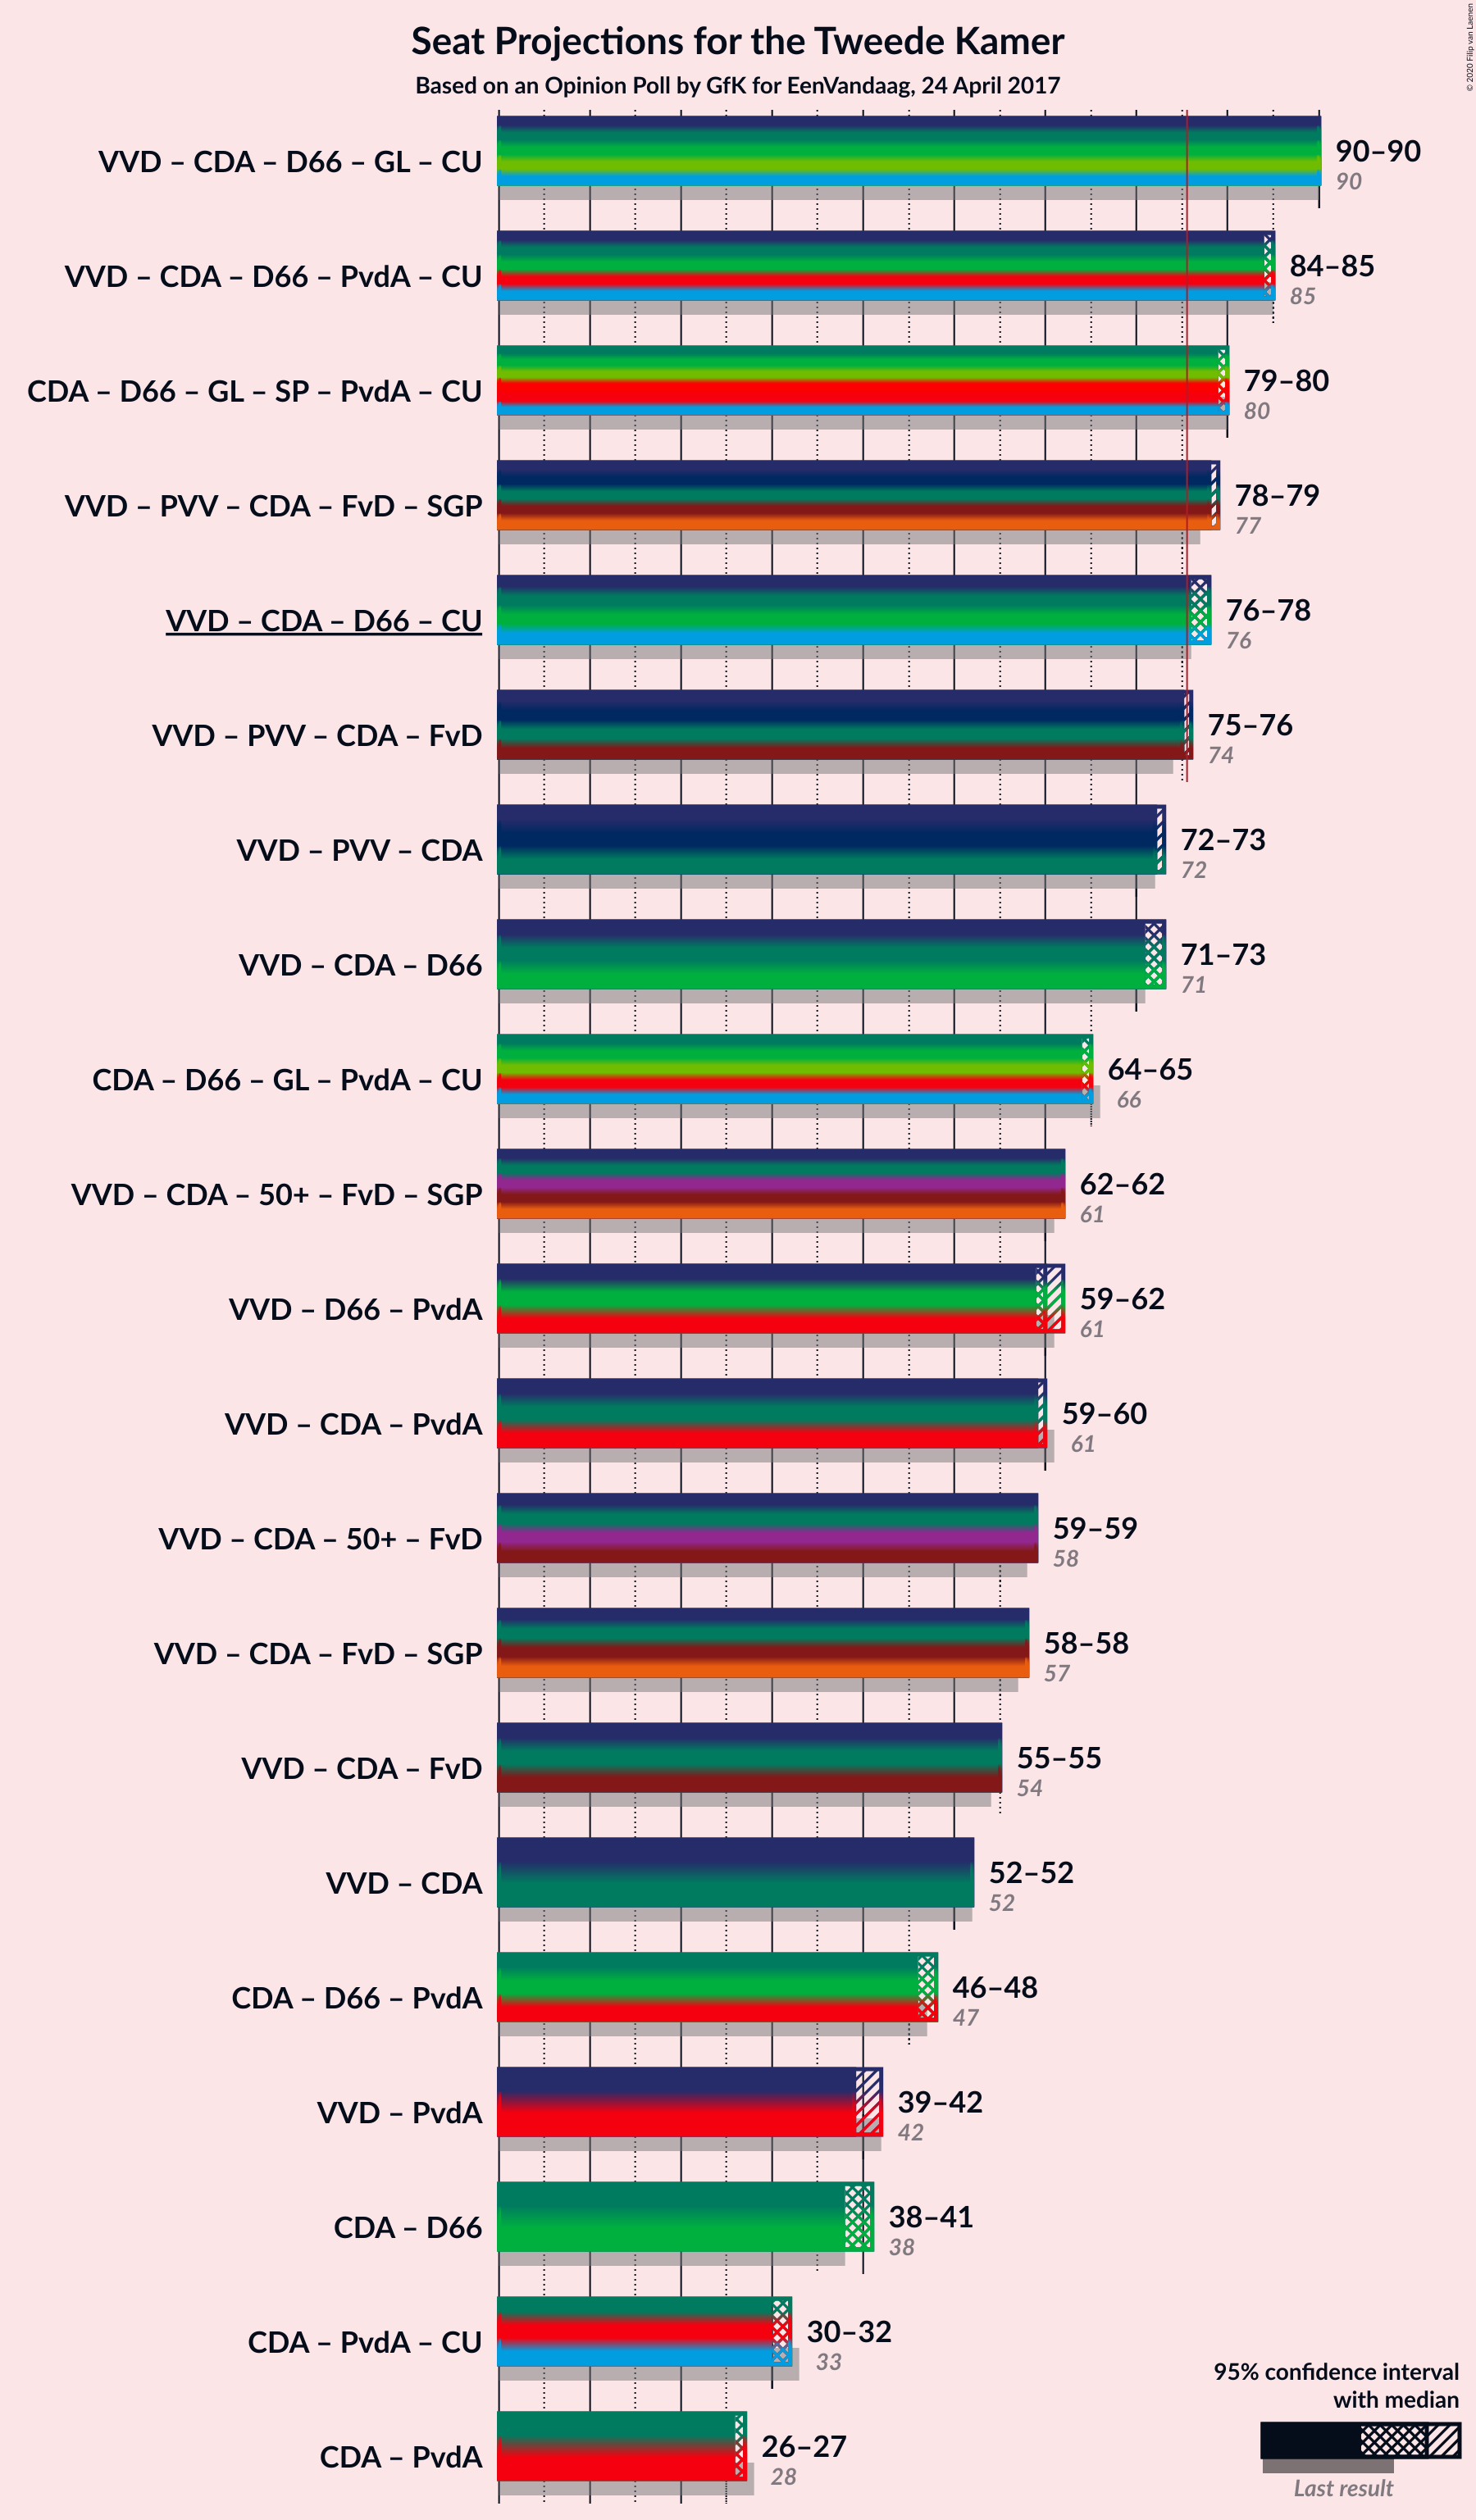 Seat Projections for the Tweede Kamer
Based on an Opinion Poll by GfK for EenVandaag, 24 April 2017
© 2020 Filip van Laenen
VVD – CDA – D66 – GL – CU
90–90
90
VVD – CDA – D66 – PvdA – CU
84–85
85
CDA – D66 – GL – SP – PvdA – CU
79–80
80
VVD – PVV – CDA – FvD – SGP
78–79
77
VVD – CDA – D66 – CU
76–78
76
VVD – PVV – CDA – FvD
75–76
74
VVD – PVV – CDA
72–73
72
VVD – CDA – D66
71–73
71
CDA – D66 – GL – PvdA – CU
64–65
66
VVD – CDA – 50+ – FvD – SGP
62–62
61
VVD – D66 – PvdA
59–62
61
VVD – CDA – PvdA
59–60
61
VVD – CDA – 50+ – FvD
59–59
58
VVD – CDA – FvD – SGP
58–58
57
VVD – CDA – FvD
55–55
54
VVD – CDA
52–52
52
CDA – D66 – PvdA
46–48
47
VVD – PvdA
39–42
42
CDA – D66
38–41
38
CDA – PvdA – CU
30–32
33
CDA – PvdA
26–27
28
95% confidence interval
with median
Last result